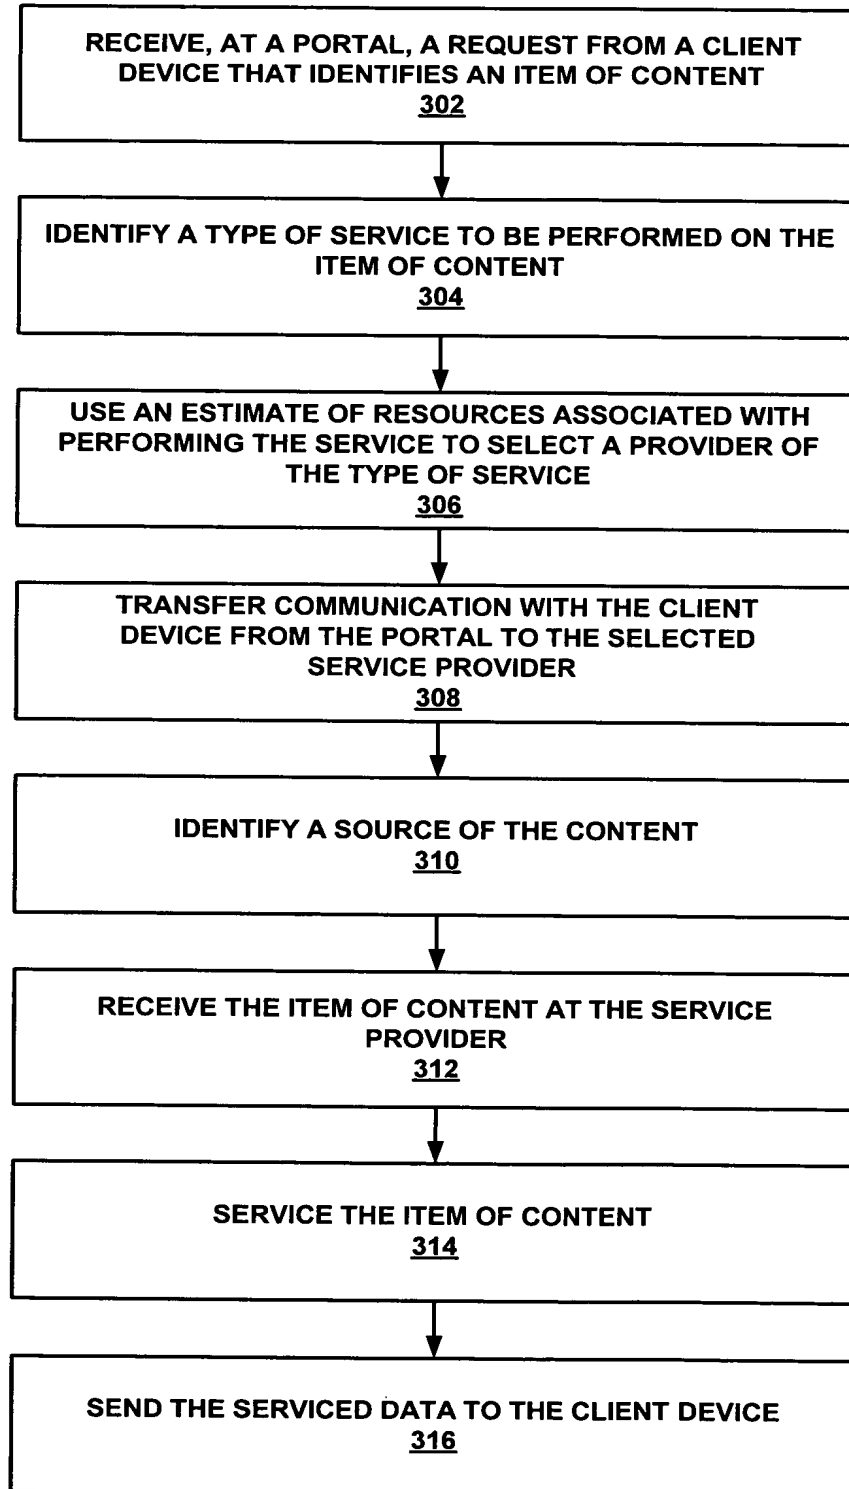 RECEIVE, AT A PORTAL, A REQUEST FROM A CLIENT
DEVICE THAT IDENTIFIES AN ITEM OF CONTENT
302
IDENTIFY A TYPE OF SERVICE TO BE PERFORMED ON THE
ITEM OF CONTENT
304
USE AN ESTIMATE OF RESOURCES ASSOCIATED WITH
PERFORMING THE SERVICE TO SELECT A PROVIDER OF
THE TYPE OF SERVICE
306
TRANSFER COMMUNICATION WITH THE CLIENT
DEVICE FROM THE PORTAL TO THE SELECTED
SERVICE PROVIDER
308
IDENTIFY A SOURCE OF THE CONTENT
310
RECEIVE THE ITEM OF CONTENT AT THE SERVICE
PROVIDER
312
SERVICE THE ITEM OF CONTENT
314
SEND THE SERVICED DATA TO THE CLIENT DEVICE
316